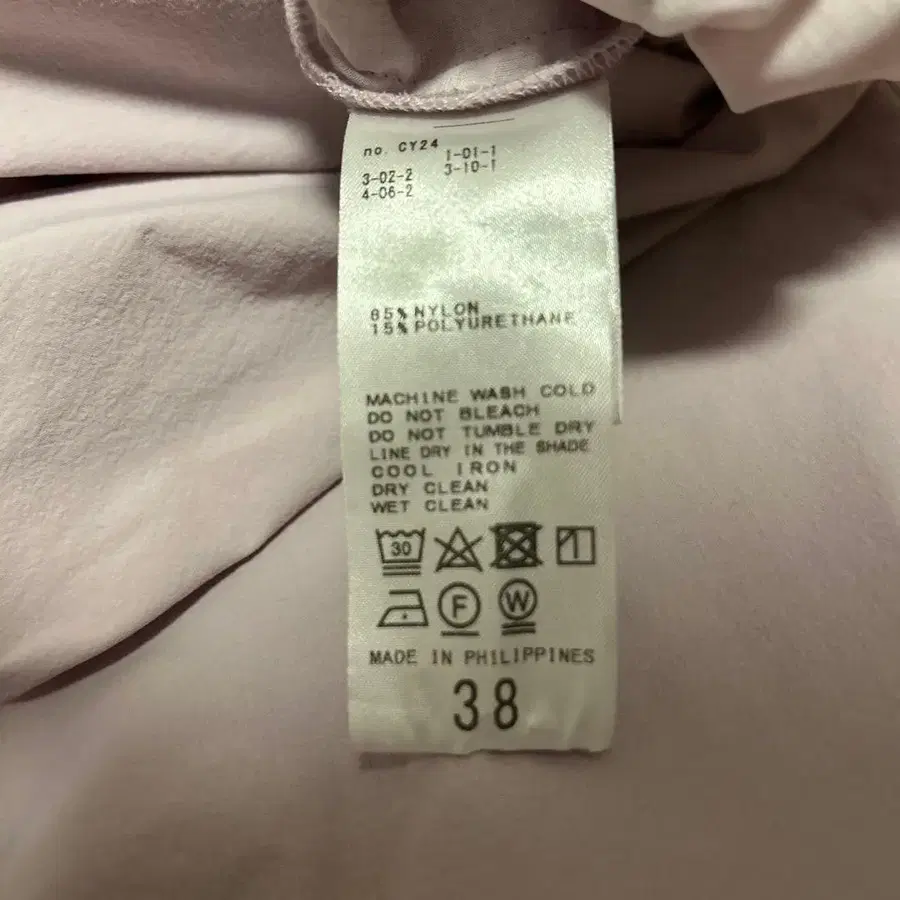 no. CY24
1-01-1
3-02-2
3-10-1
4-06-2
85% NYLON
15% POLYURETHANE
MACHINE WASH COLD
DO NOT BLEACH
DO NOT TUMBLE DRY
LINE DRY IN THE SHADE
COOL IRON
DRY CLEAN
WET CLEAN
30
F W
MADE IN PHILIPPINES
38